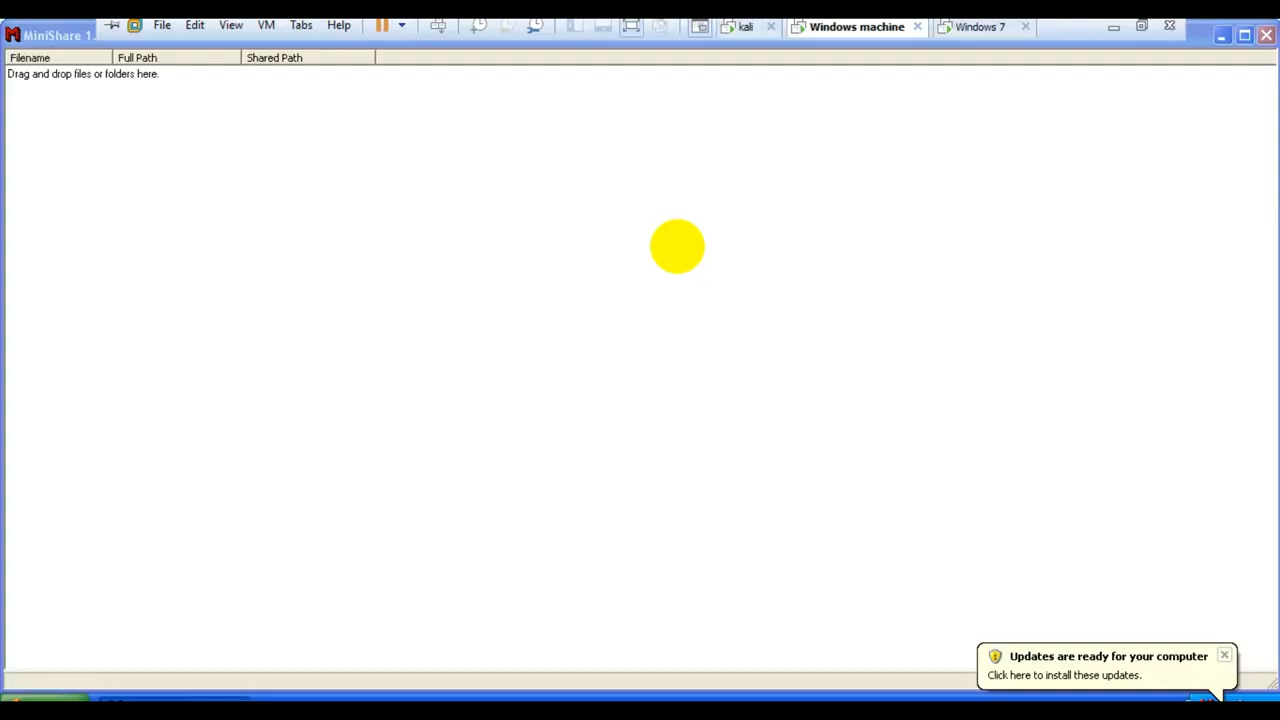 File Edit View VM Tabs Help kali Windows machine Windows 7
MiniShare 1.
Filename Full Path Shared Path
Drag and drop files or folders here.
Updates are ready for your computer
Click here to install these updates.